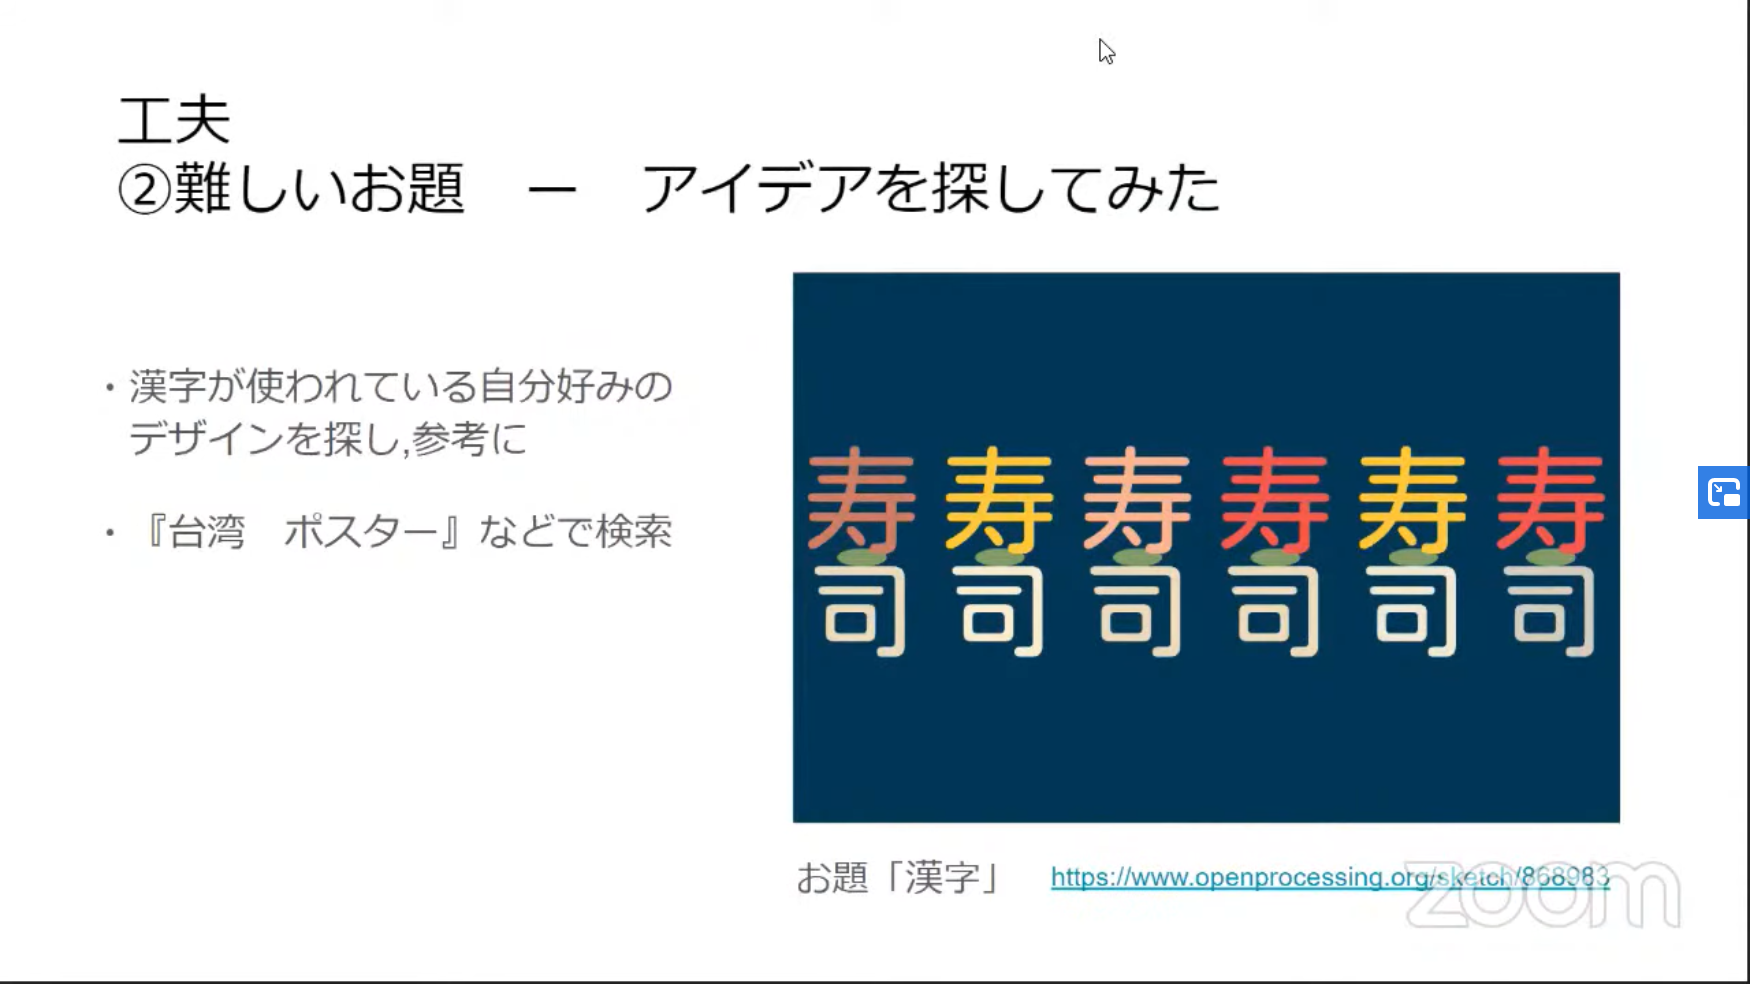 工夫
②難しいお題　ー　アイデアを探してみた
・漢字が使われている自分好みの
デザインを探し,参考に
・『台湾　ポスター』などで検索
寿 寿 寿 寿 寿 寿
司 司 司 司 司 司
お題「漢字」　https://www.openprocessing.org/sketch/868983
zoom